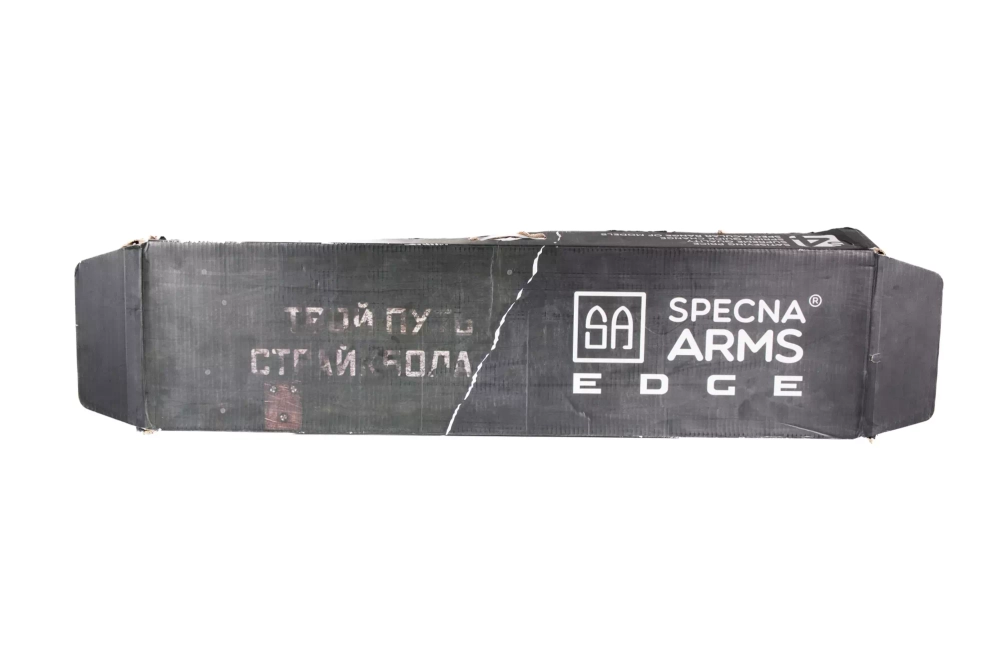 ТВОЙ ПУТЬ
СТРАЙКБОЛА
SA
SPECNA®
ARMS
EDGE